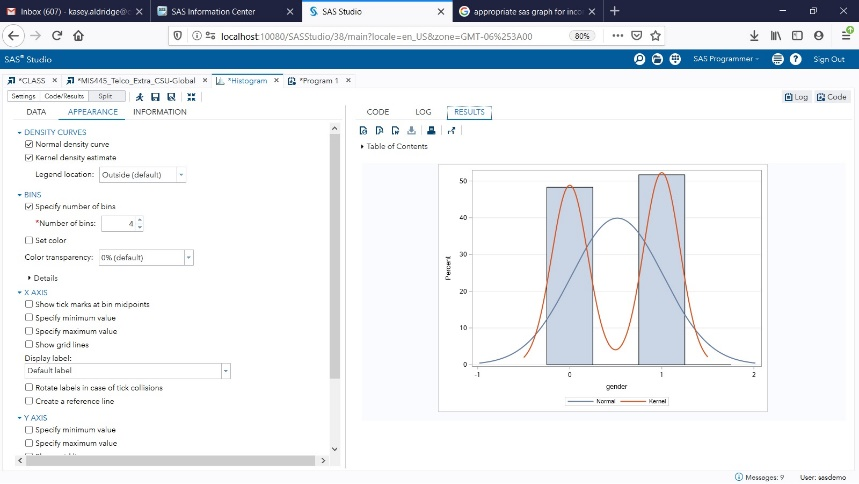 Inbox (607) - kasey.aldridge@c
SAS Information Center
SAS Studio
appropriate sas graph for inco
localhost:10080/SASStudio/38/main?locale=en_US&zone=GMT-06%253A00
80%
SAS® Studio
SAS Programmer
Sign Out
*CLASS
*MIS445_Telco_Extra_CSU-Global
*Histogram
*Program 1
Settings
Code/Results
Split
Log
Code
DATA
APPEARANCE
INFORMATION
DENSITY CURVES
Normal density curve
Kernel density estimate
Legend location:
Outside (default)
BINS
Specify number of bins
*Number of bins:
4
Set color
Color transparency:
0% (default)
Details
X AXIS
Show tick marks at bin midpoints
Specify minimum value
Specify maximum value
Show grid lines
Display label:
Default label
Rotate labels in case of tick collisions
Create a reference line
Y AXIS
Specify minimum value
Specify maximum value
CODE
LOG
RESULTS
Table of Contents
50
40
30
20
10
0
Percent
-1
0
1
2
gender
Normal
Kernel
Messages: 9
User: sasdemo